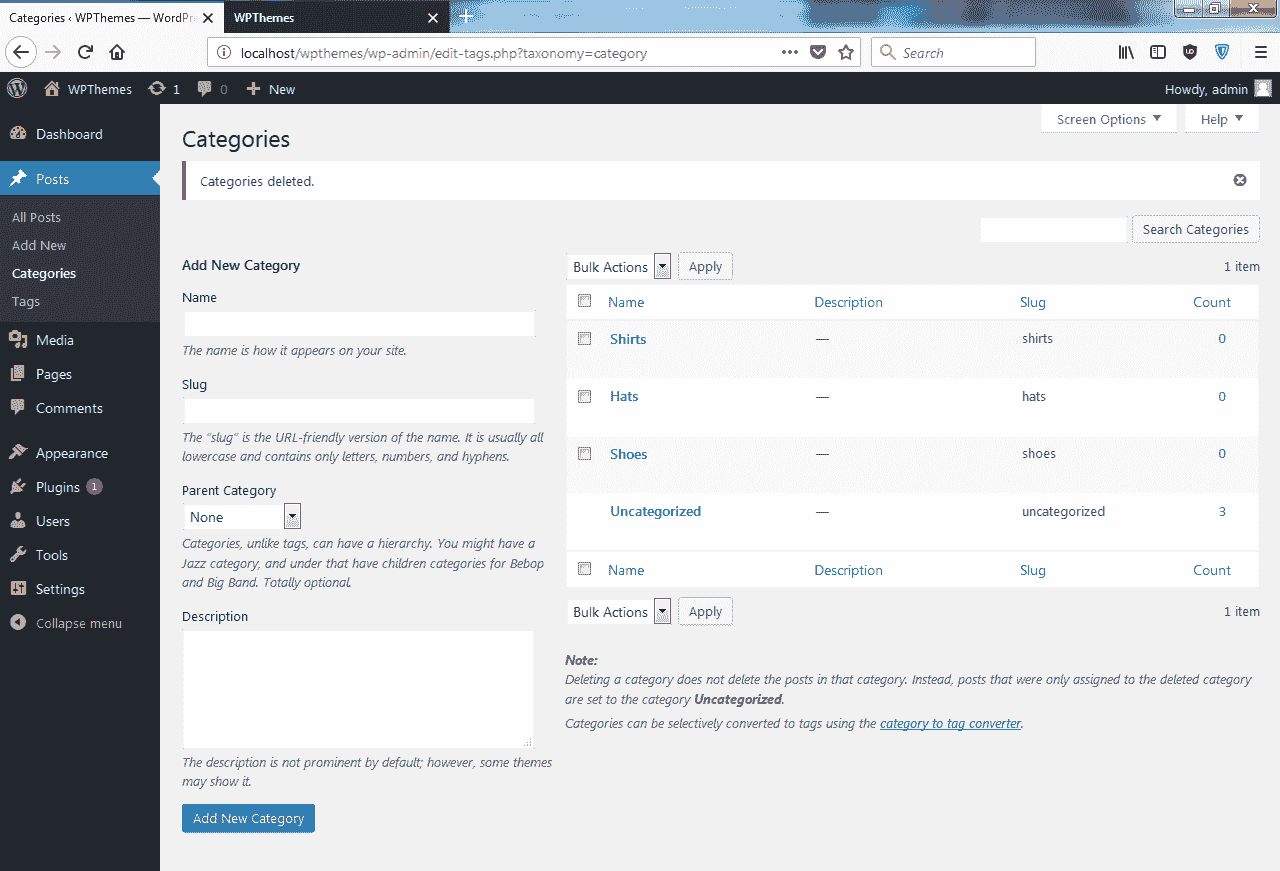 Categories ‹ WPThemes — WordPre
WPThemes
localhost/wpthemes/wp-admin/edit-tags.php?taxonomy=category
Search
WPThemes
1
0
New
Howdy, admin
Dashboard
Posts
All Posts
Add New
Categories
Tags
Media
Pages
Comments
Appearance
Plugins 1
Users
Tools
Settings
Collapse menu
Screen Options
Help
Categories
Categories deleted.
Search Categories
Add New Category
Name
The name is how it appears on your site.
Slug
The “slug” is the URL-friendly version of the name. It is usually all
lowercase and contains only letters, numbers, and hyphens.
Parent Category
None
Categories, unlike tags, can have a hierarchy. You might have a
Jazz category, and under that have children categories for Bebop
and Big Band. Totally optional.
Description
The description is not prominent by default; however, some themes
may show it.
Add New Category
Bulk Actions
Apply
1 item
Name Description Slug Count
Shirts — shirts 0
Hats — hats 0
Shoes — shoes 0
Uncategorized — uncategorized 3
Name Description Slug Count
Bulk Actions
Apply
1 item
Note:
Deleting a category does not delete the posts in that category. Instead, posts that were only assigned to the deleted category
are set to the category Uncategorized.
Categories can be selectively converted to tags using the category to tag converter.